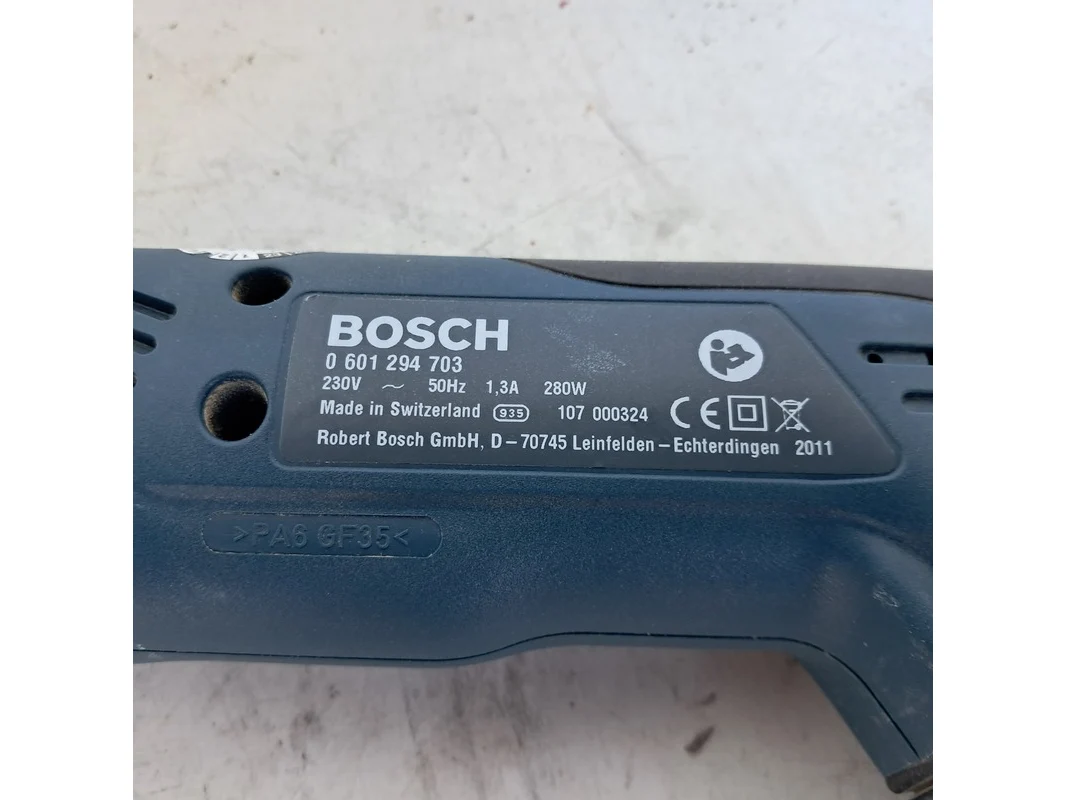 BOSCH
0 601 294 703
230V ~ 50Hz 1,3A 280W
Made in Switzerland 935 107 000324 CE
Robert Bosch GmbH, D-70745 Leinfelden-Echterdingen 2011
>PA6 GF35<